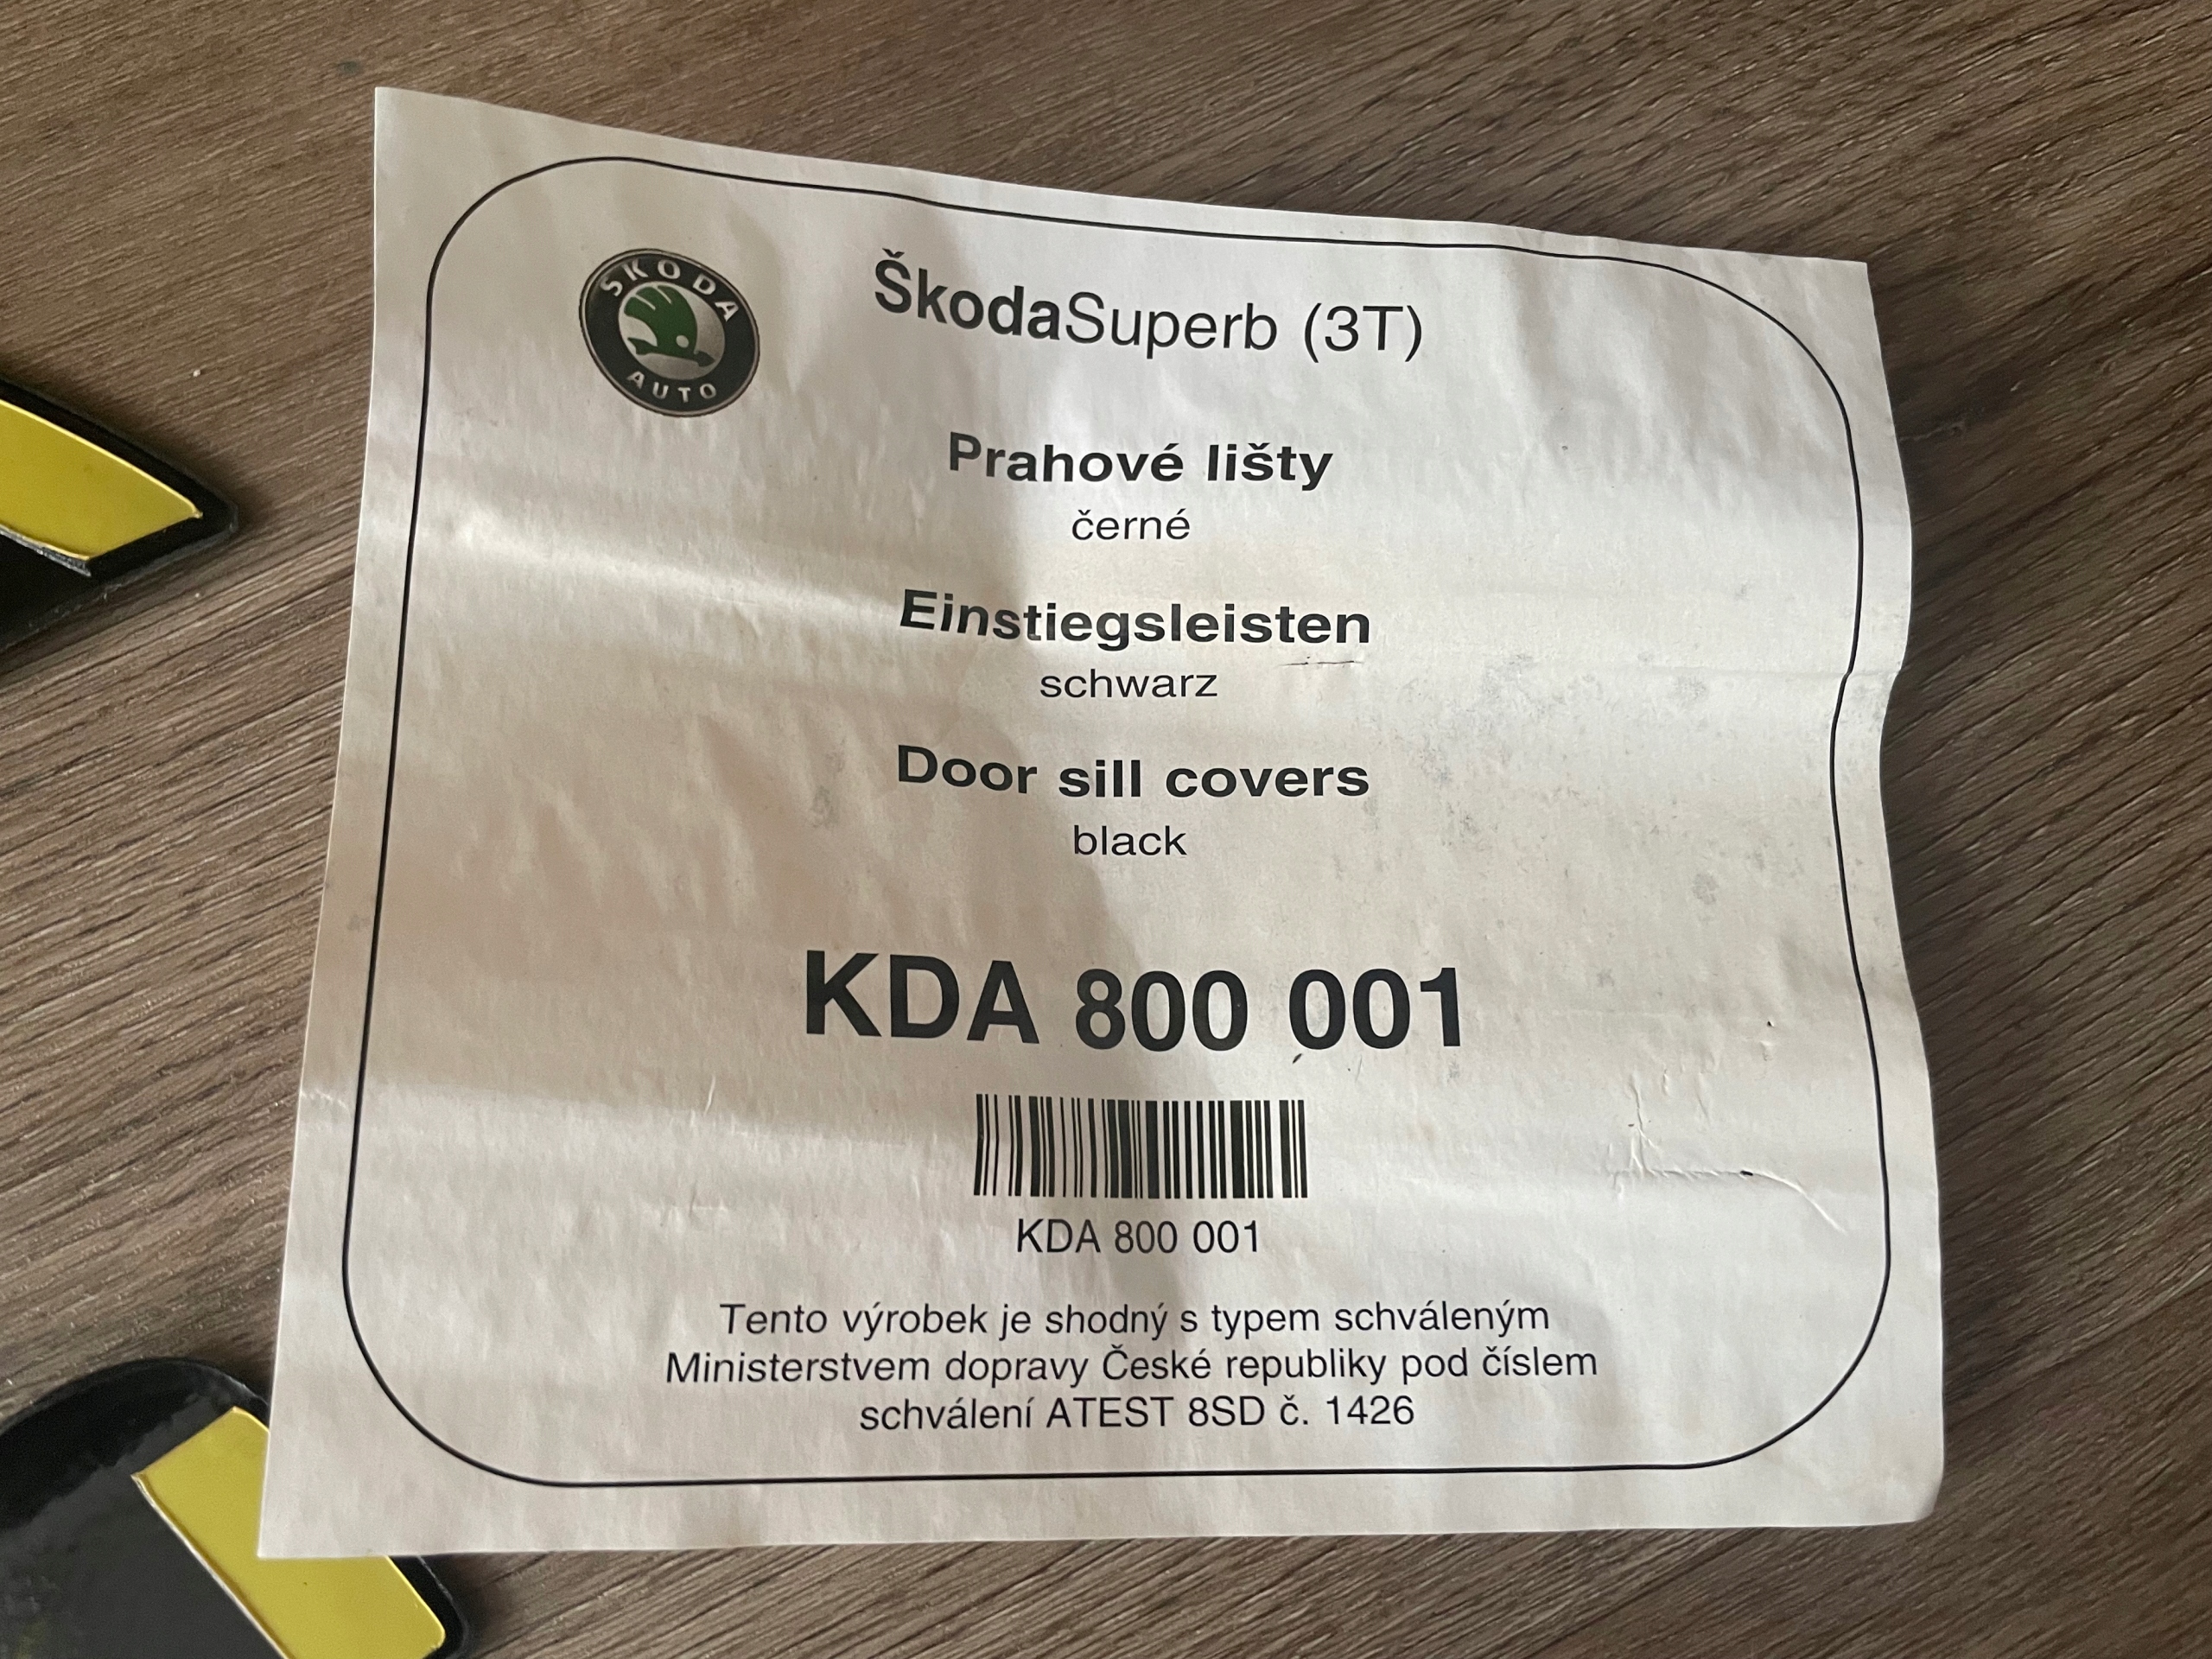 ŠKODA
AUTO
ŠkodaSuperb (3T)
Prahové lišty
černé
Einstiegsleisten
schwarz
Door sill covers
black
KDA 800 001
KDA 800 001
Tento výrobek je shodný s typem schváleným
Ministerstvem dopravy České republiky pod číslem
schválení ATEST 8SD č. 1426